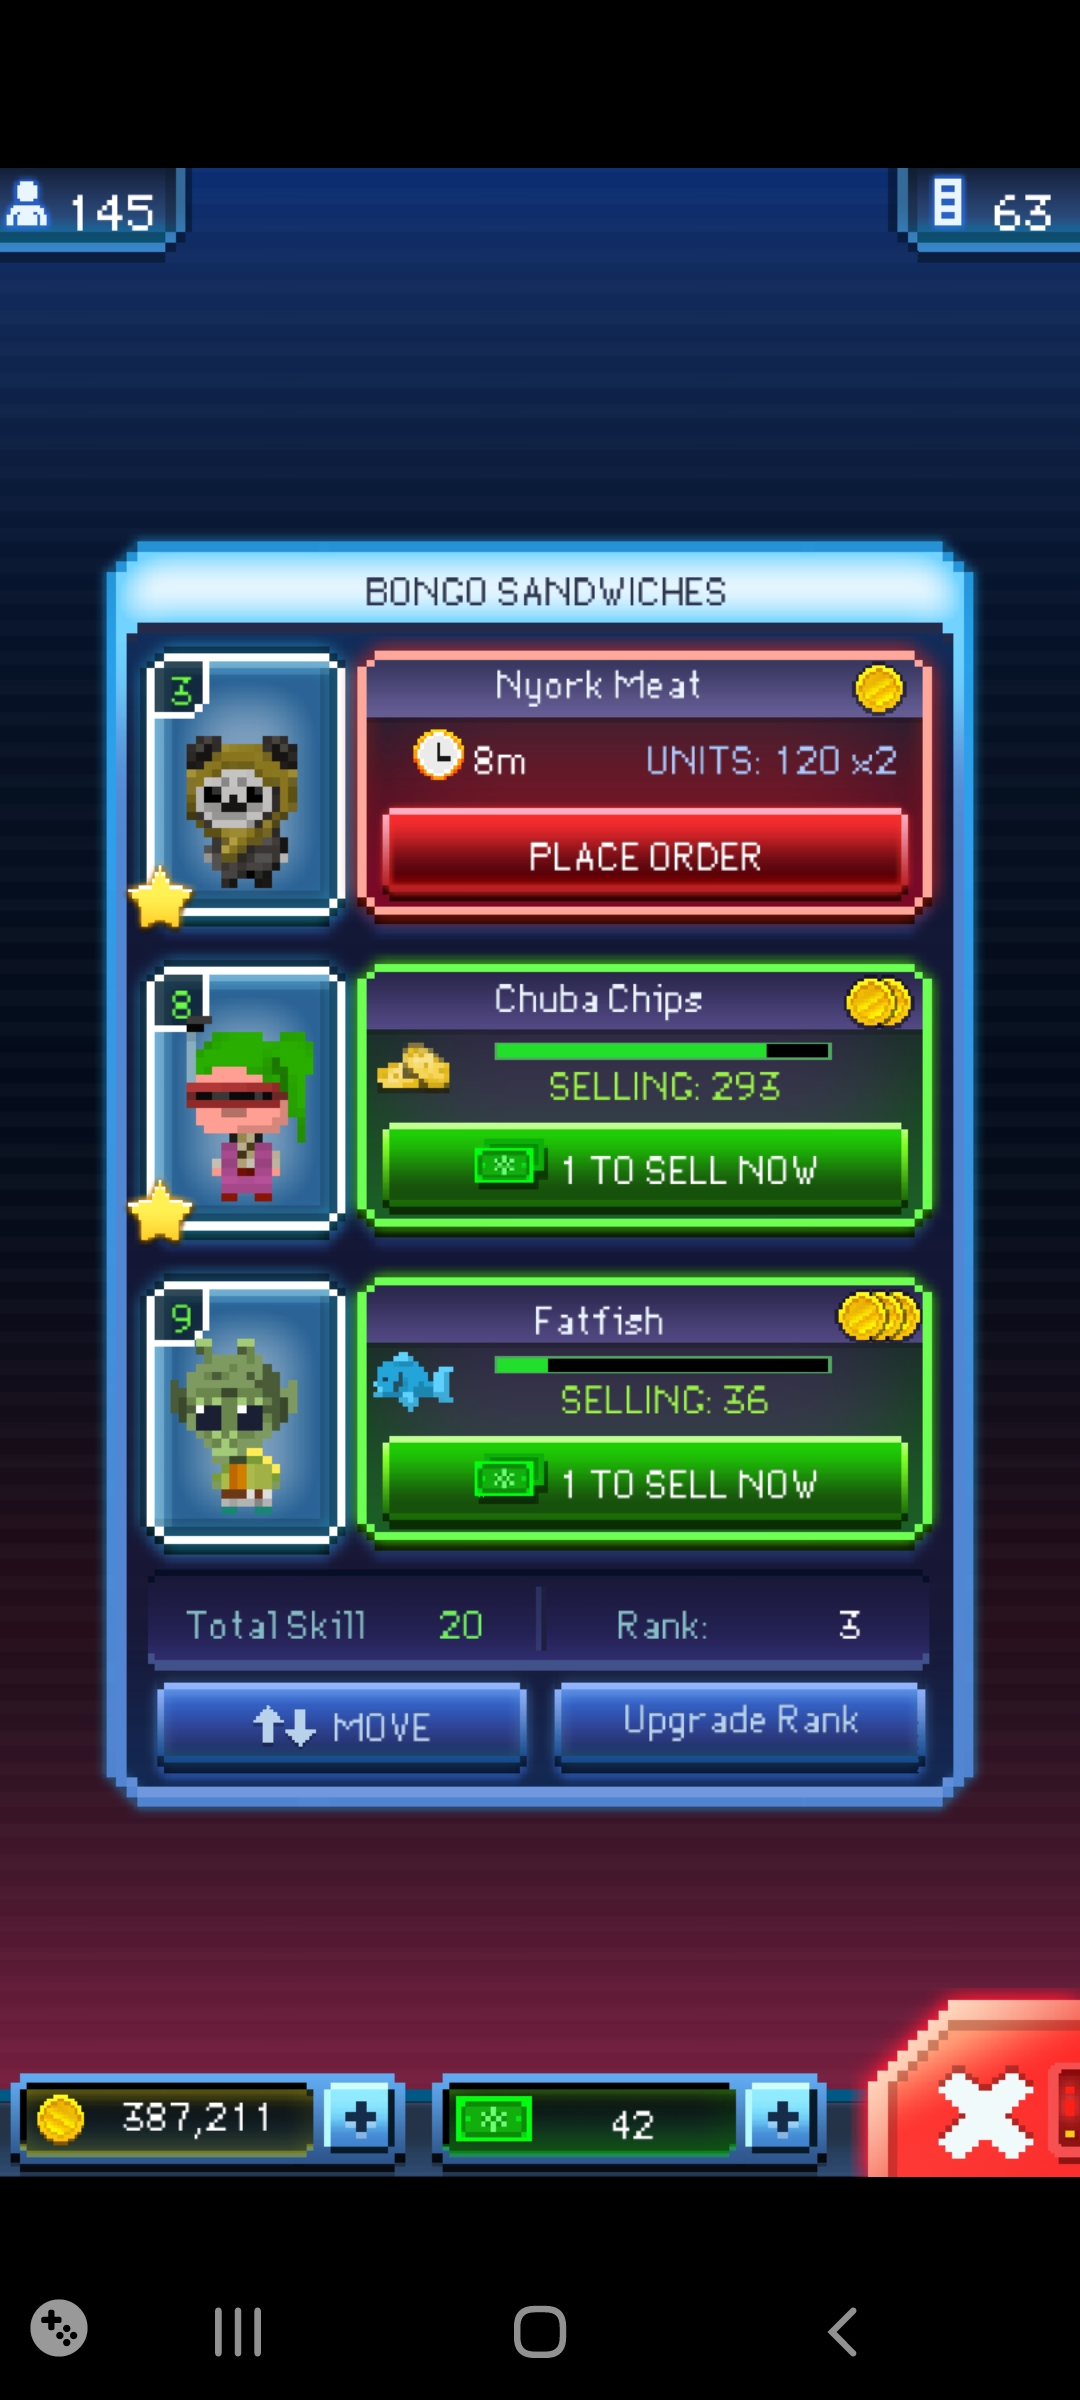 145
63
BONGO SANDWICHES
3
Nyork Meat
8m
UNITS: 120 x2
PLACE ORDER
8
Chuba Chips
SELLING: 293
1 TO SELL NOW
9
Fatfish
SELLING: 36
1 TO SELL NOW
Total Skill 20
Rank: 3
MOVE
Upgrade Rank
387,211
42